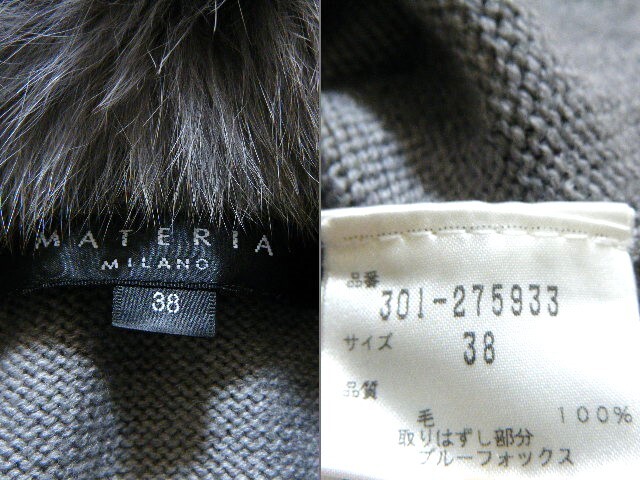 MATERIA
MILANO
38
品番
301-275933
サイズ
38
品質
毛 100%
取りはずし部分
ブルーフォックス